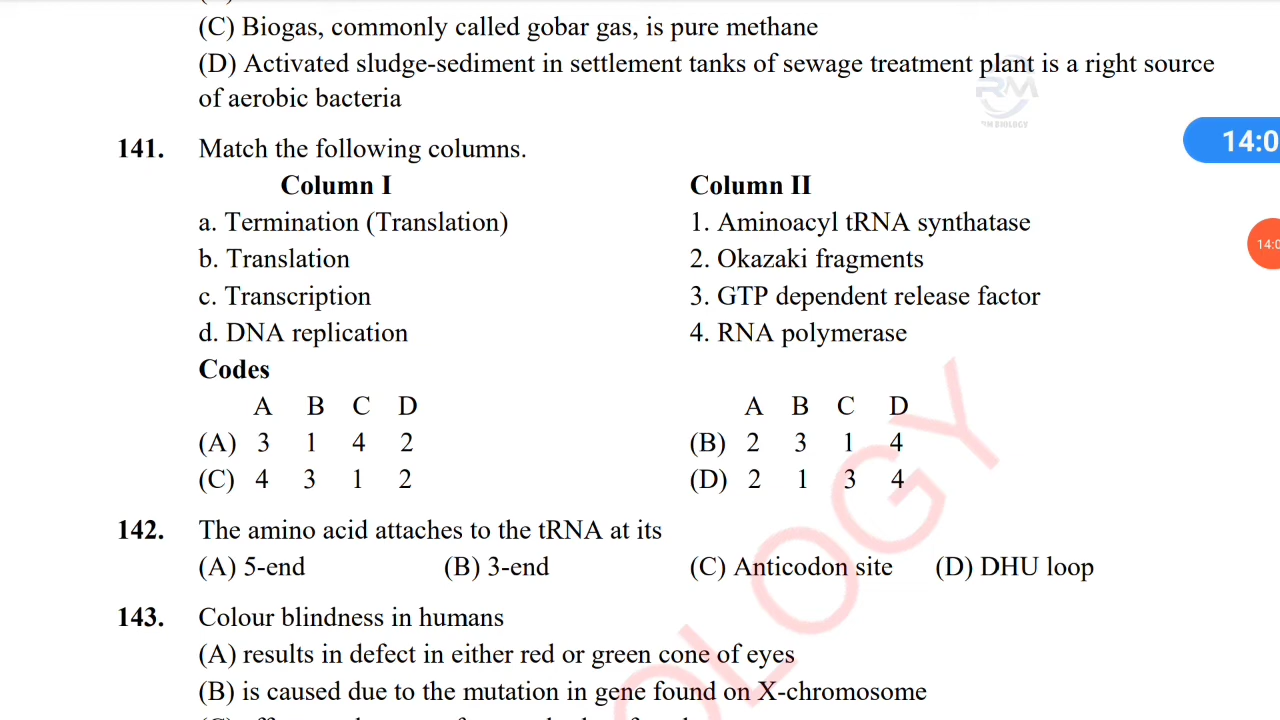 (C) Biogas, commonly called gobar gas, is pure methane
(D) Activated sludge-sediment in settlement tanks of sewage treatment plant is a right source
of aerobic bacteria
RM
RM BIOLOGY
141. Match the following columns.
14:0
Column I Column II
a. Termination (Translation) 1. Aminoacyl tRNA synthatase
14:0
b. Translation 2. Okazaki fragments
c. Transcription 3. GTP dependent release factor
d. DNA replication 4. RNA polymerase
Codes
A B C D A B C D
(A) 3 1 4 2 (B) 2 3 1 4
(C) 4 3 1 2 (D) 2 1 3 4
142. The amino acid attaches to the tRNA at its
(A) 5-end (B) 3-end (C) Anticodon site (D) DHU loop
143. Colour blindness in humans
(A) results in defect in either red or green cone of eyes
(B) is caused due to the mutation in gene found on X-chromosome
OLOGY